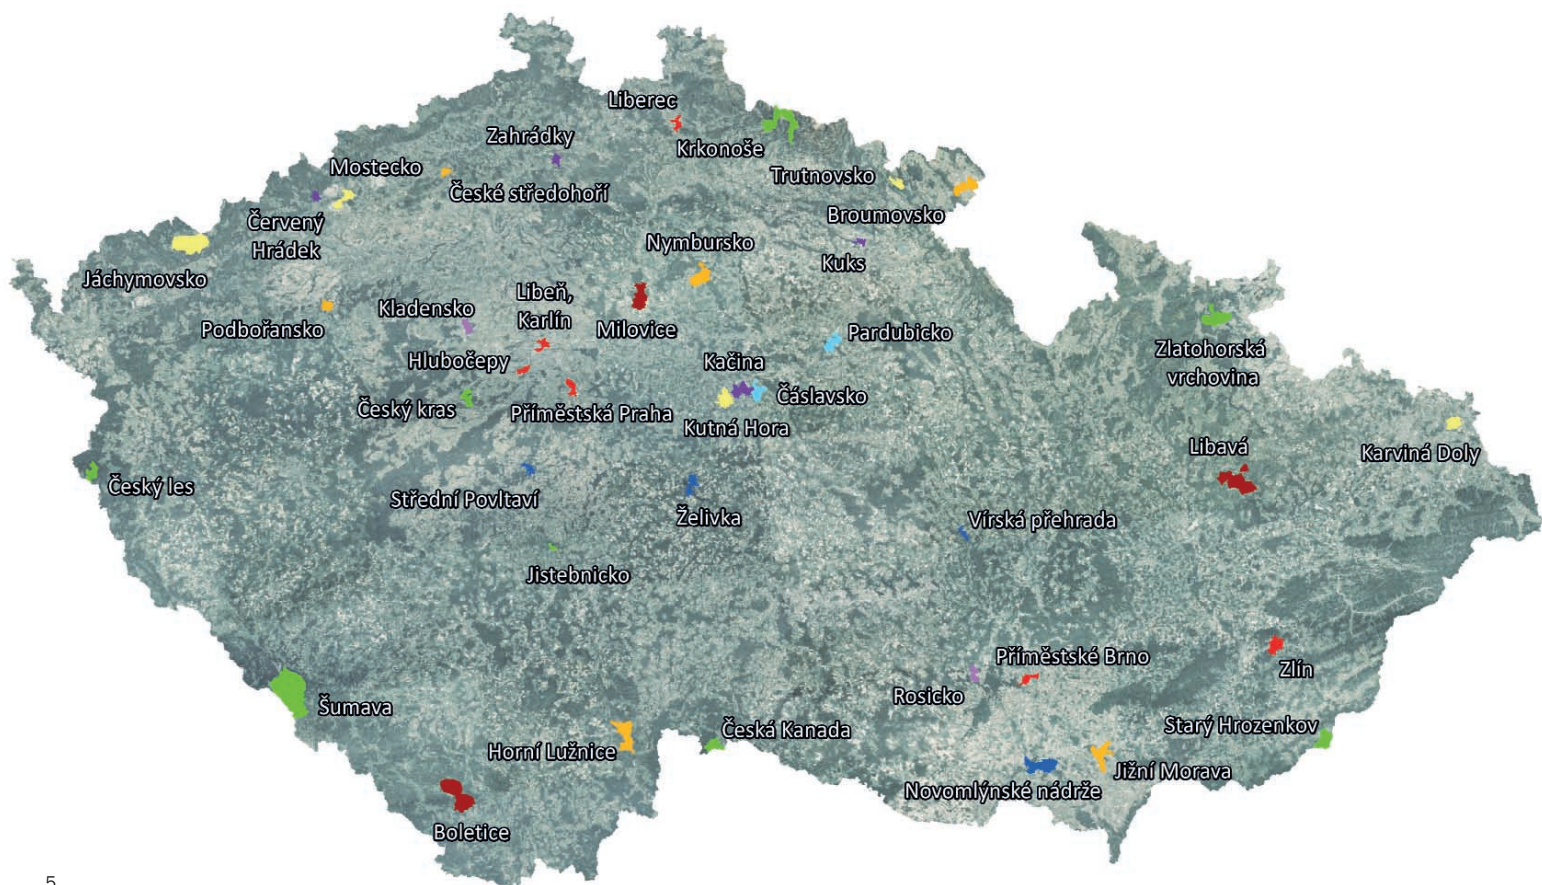 Liberec
Zahrádky
Krkonoše
Mostecko
České středohoří
Trutnovsko
Broumovsko
Červený
Hrádek
Nymbursko
Kuks
Jáchymovsko
Libeň,
Karlín
Kladensko
Podbořansko
Milovice
Pardubicko
Zlatohorská
vrchovina
Hlubočepy
Kačina
Čáslavsko
Český kras
Příměstská Praha
Kutná Hora
Libavá
Karviná Doly
Český les
Střední Povltaví
Želivka
Vírská přehrada
Jistebnicko
Příměstské Brno
Zlín
Rosicko
Šumava
Starý Hrozenkov
Česká Kanada
Horní Lužnice
Jižní Morava
Novomlýnské nádrže
Boletice
5